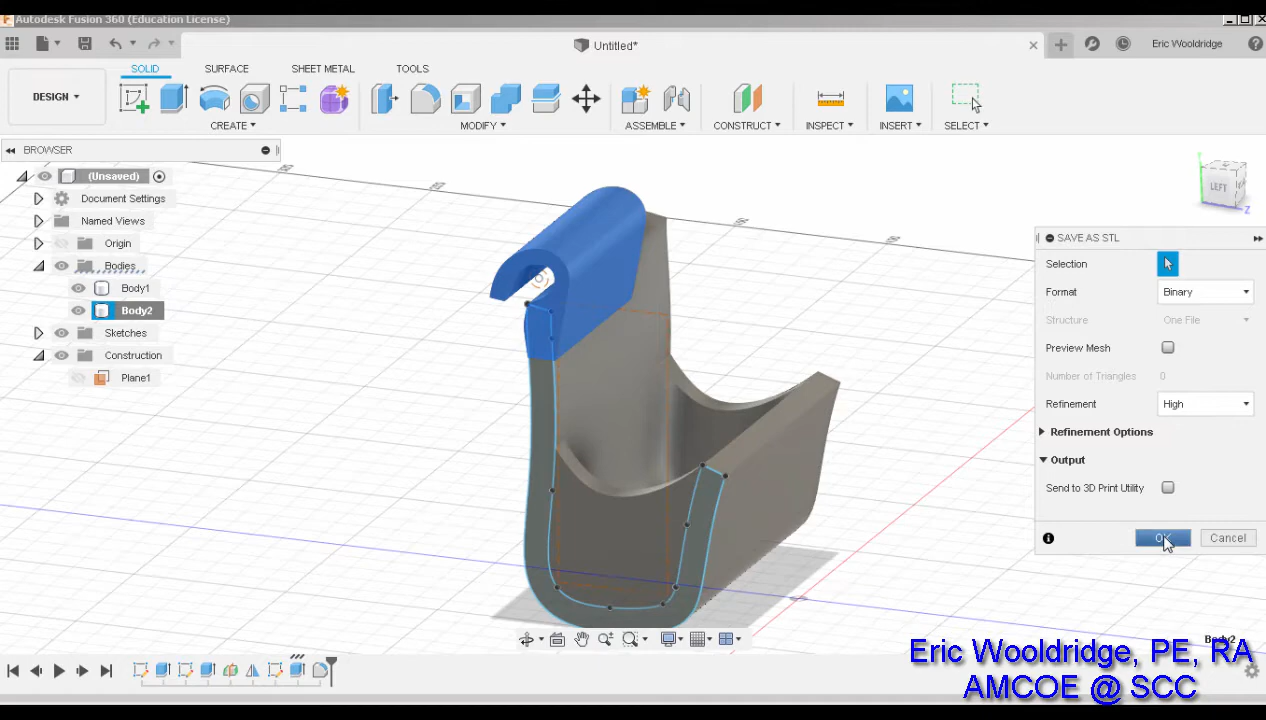 Autodesk Fusion 360 (Education License)
Untitled*
Eric Wooldridge
DESIGN
SOLID
SURFACE
SHEET METAL
TOOLS
CREATE
MODIFY
ASSEMBLE
CONSTRUCT
INSPECT
INSERT
SELECT
BROWSER
(Unsaved)
Document Settings
Named Views
Origin
Bodies
Body1
Body2
Sketches
Construction
Plane1
LEFT
Z
SAVE AS STL
Selection
Format Binary
Structure One File
Preview Mesh
Number of Triangles 0
Refinement High
Refinement Options
Output
Send to 3D Print Utility
OK Cancel
Body2
Eric Wooldridge, PE, RA
AMCOE @ SCC